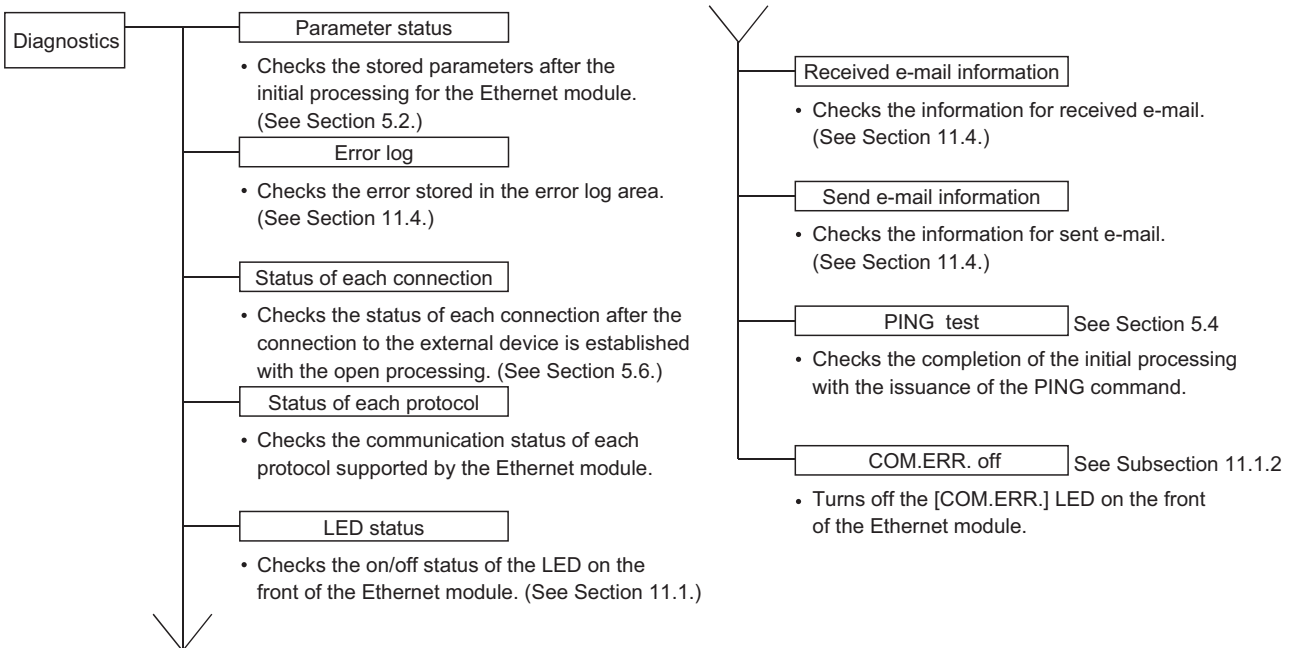 Diagnostics
Parameter status
• Checks the stored parameters after the
initial processing for the Ethernet module.
(See Section 5.2.)
Error log
• Checks the error stored in the error log area.
(See Section 11.4.)
Status of each connection
• Checks the status of each connection after the
connection to the external device is established
with the open processing. (See Section 5.6.)
Status of each protocol
• Checks the communication status of each
protocol supported by the Ethernet module.
LED status
• Checks the on/off status of the LED on the
front of the Ethernet module. (See Section 11.1.)
Received e-mail information
• Checks the information for received e-mail.
(See Section 11.4.)
Send e-mail information
• Checks the information for sent e-mail.
(See Section 11.4.)
PING test See Section 5.4
• Checks the completion of the initial processing
with the issuance of the PING command.
COM.ERR. off See Subsection 11.1.2
• Turns off the [COM.ERR.] LED on the front
of the Ethernet module.